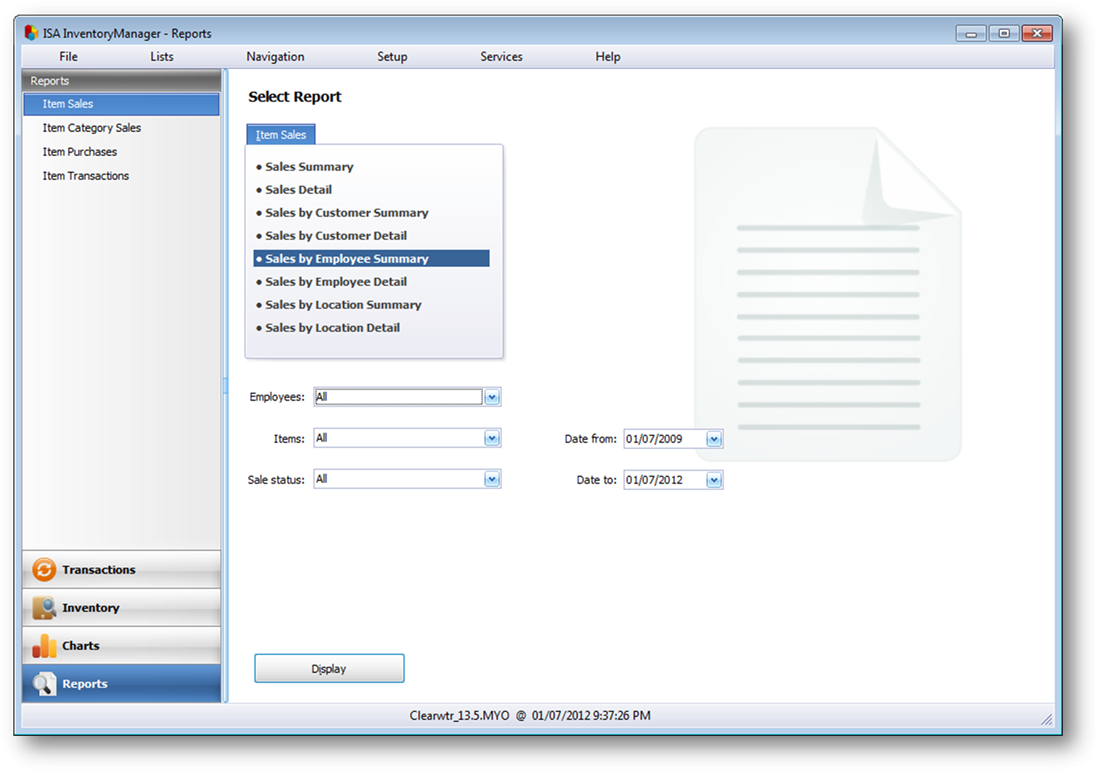 ISA InventoryManager - Reports
File Lists Navigation Setup Services Help
Reports
Item Sales
Item Category Sales
Item Purchases
Item Transactions
Transactions
Inventory
Charts
Reports
Select Report
Item Sales
• Sales Summary
• Sales Detail
• Sales by Customer Summary
• Sales by Customer Detail
• Sales by Employee Summary
• Sales by Employee Detail
• Sales by Location Summary
• Sales by Location Detail
Employees: All
Items: All Date from: 01/07/2009
Sale status: All Date to: 01/07/2012
Display
Clearwtr_13.5.MYO @ 01/07/2012 9:37:26 PM